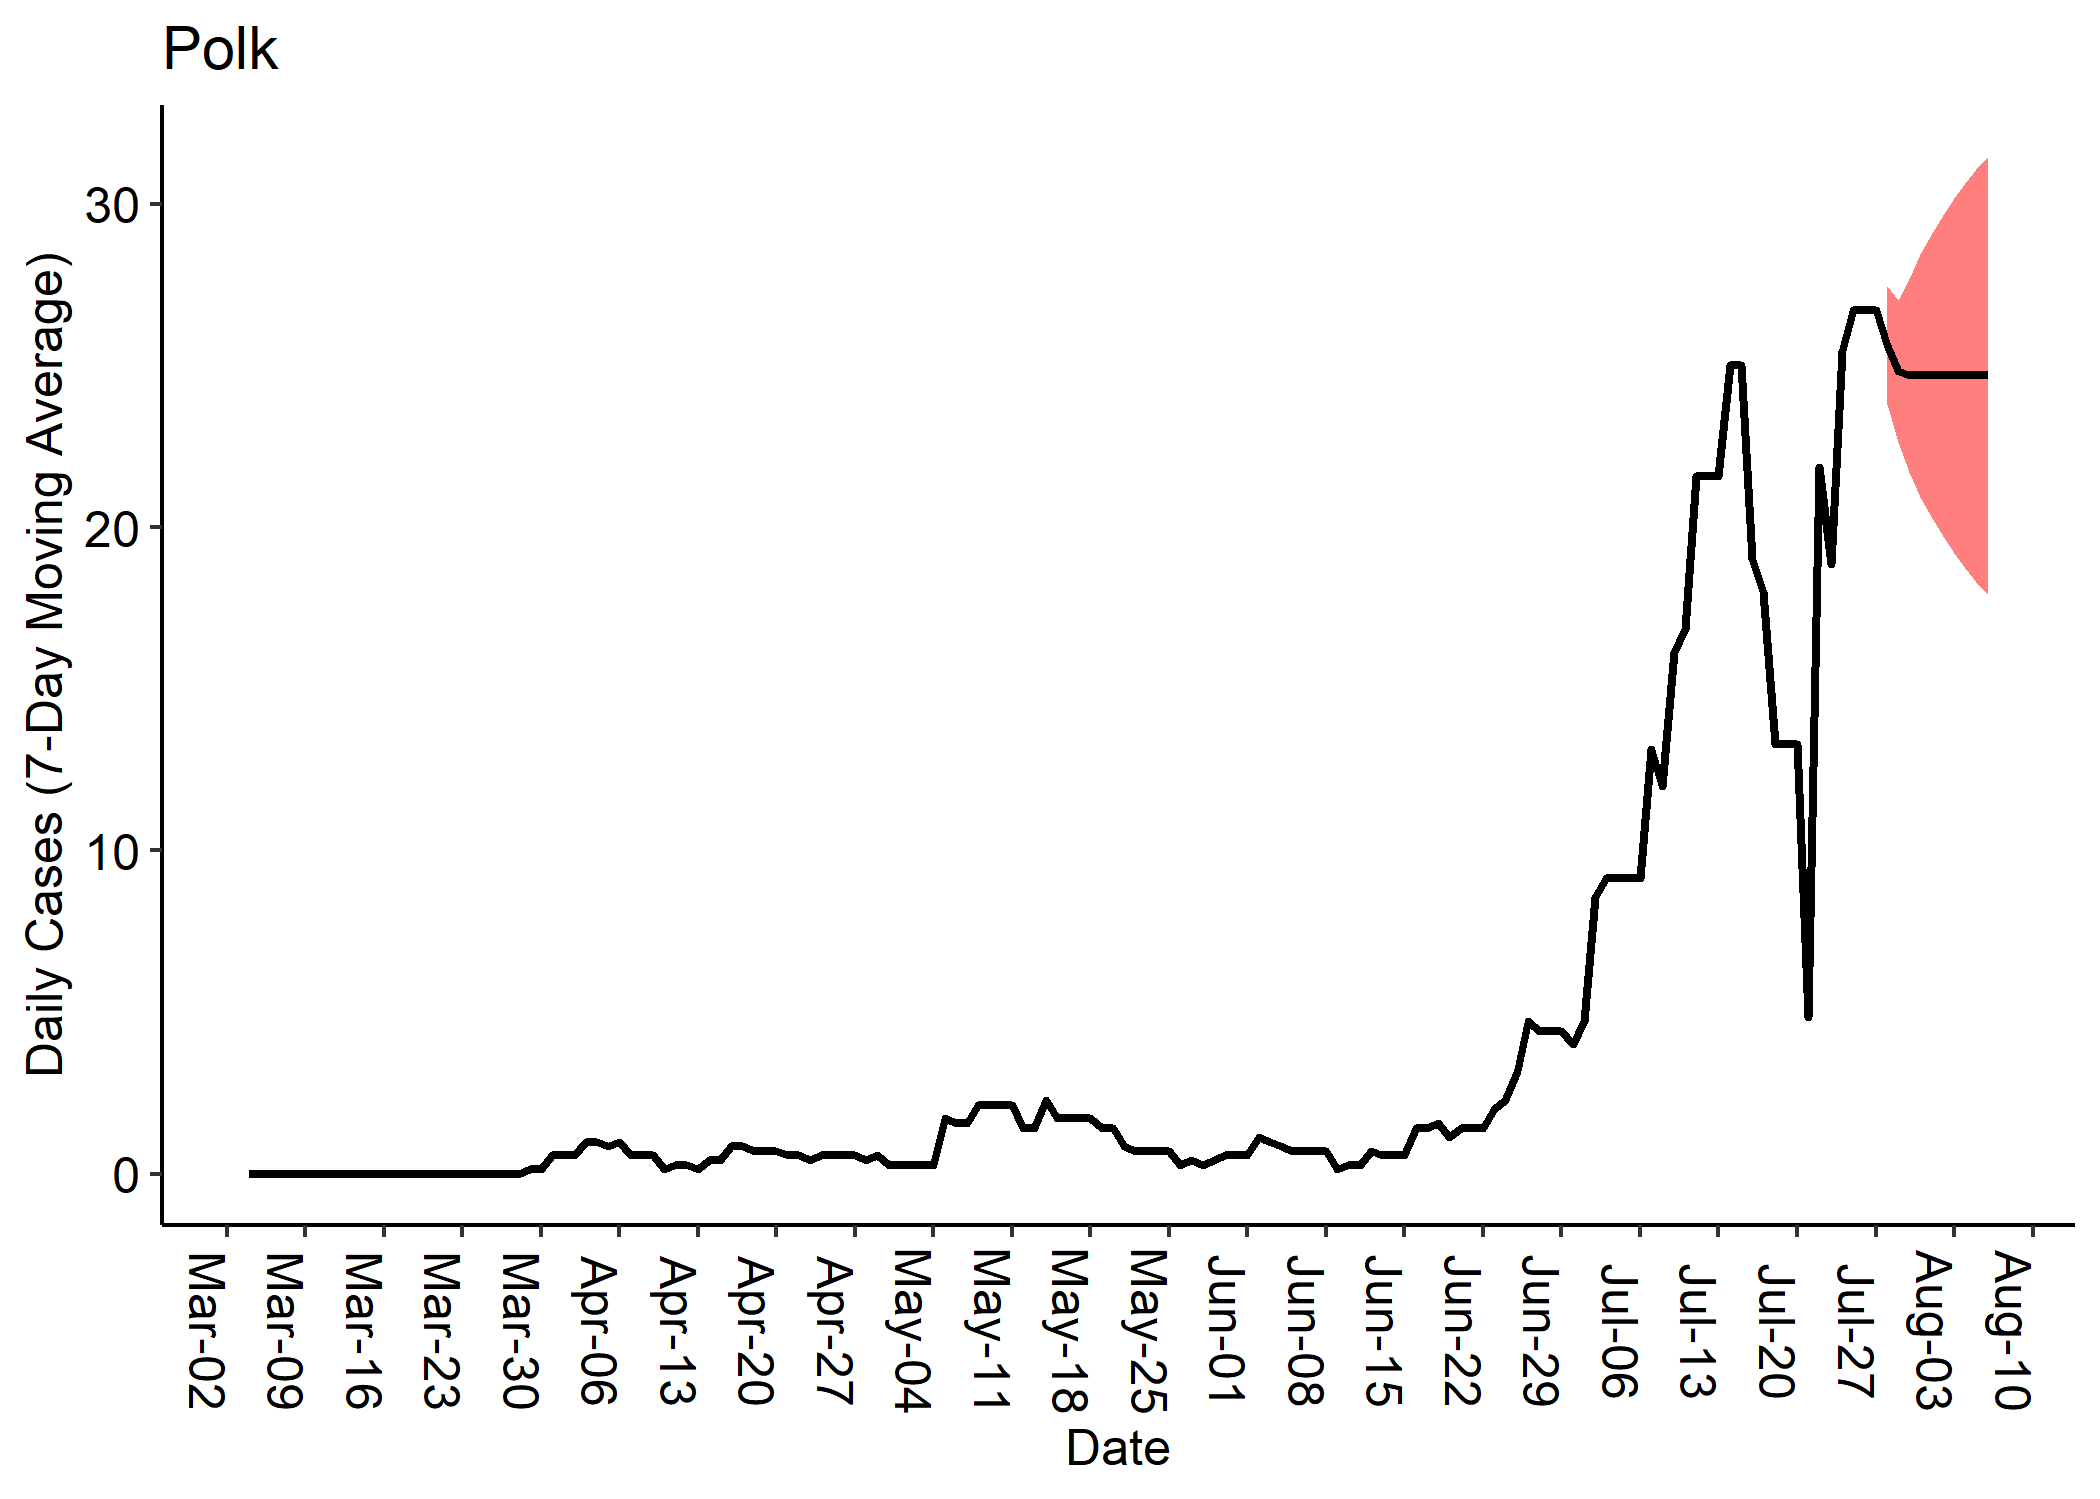 Polk
Daily Cases (7-Day Moving Average)
30
20
10
0
Mar-02
Mar-09
Mar-16
Mar-23
Mar-30
Apr-06
Apr-13
Apr-20
Apr-27
May-04
May-11
May-18
May-25
Jun-01
Jun-08
Jun-15
Jun-22
Jun-29
Jul-06
Jul-13
Jul-20
Jul-27
Aug-03
Aug-10
Date